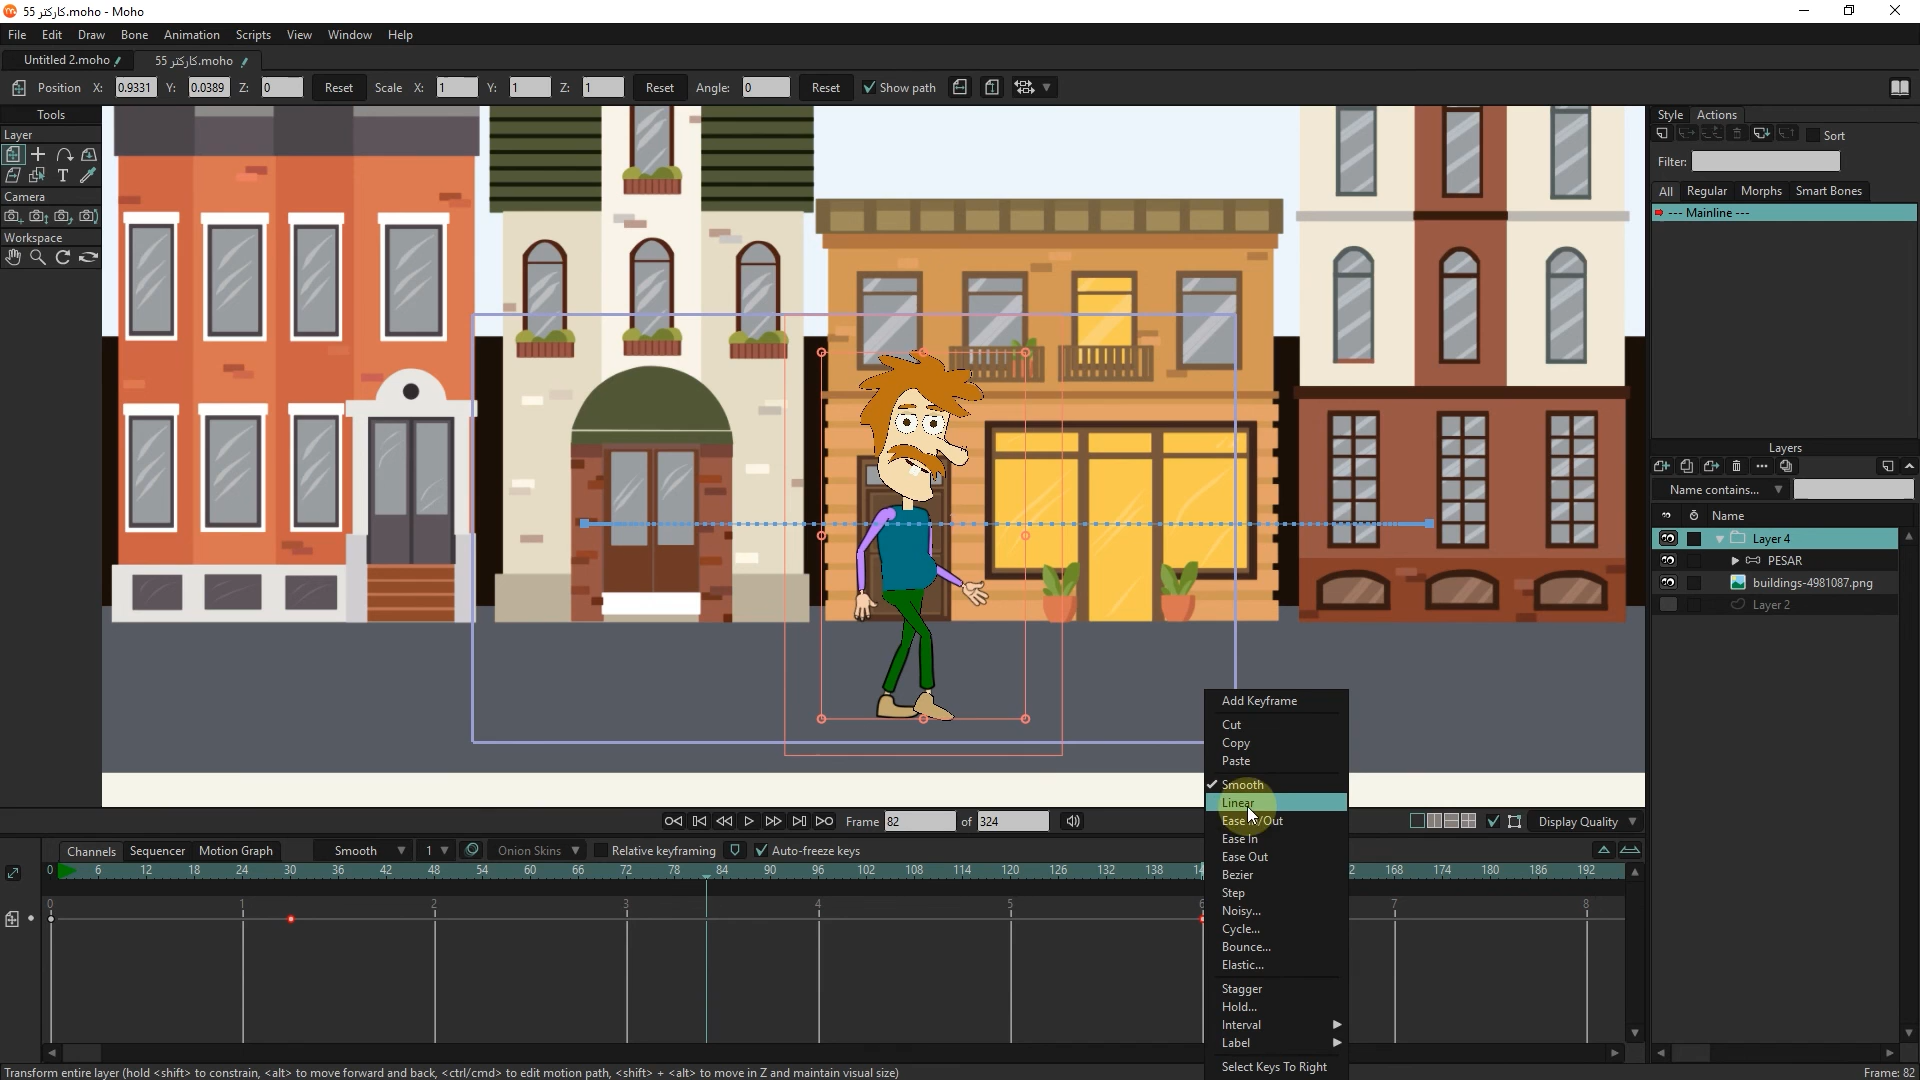 55 کارکتر.moho - Moho
File Edit Draw Bone Animation Scripts View Window Help
Untitled 2.moho 55 کارکتر.moho
Position X: 0.9331 Y: 0.0389 Z: 0 Reset Scale X: 1 Y: 1 Z: 1 Reset Angle: 0 Reset Show path
Tools
Layer
Camera
Workspace
Style Actions
Sort
Filter:
All Regular Morphs Smart Bones
--- Mainline ---
Layers
Name contains...
Name
Layer 4
PESAR
buildings-4981087.png
Layer 2
Add Keyframe
Cut
Copy
Paste
Smooth
Linear
Ease In/Out
Ease In
Ease Out
Bezier
Step
Noisy...
Cycle...
Bounce...
Elastic...
Stagger
Hold...
Interval
Label
Select Keys To Right
Frame 82 of 324 Display Quality
Channels Sequencer Motion Graph Smooth 1 Onion Skins Relative keyframing Auto-freeze keys
0 6 12 18 24 30 36 42 48 54 60 66 72 78 84 90 96 102 108 114 120 126 132 138 168 174 180 186 192
0 1 2 3 4 5 6 7 8
Transform entire layer (hold <shift> to constrain, <alt> to move forward and back, <ctrl/cmd> to edit motion path, <shift> + <alt> to move in Z and maintain visual size) Frame: 82